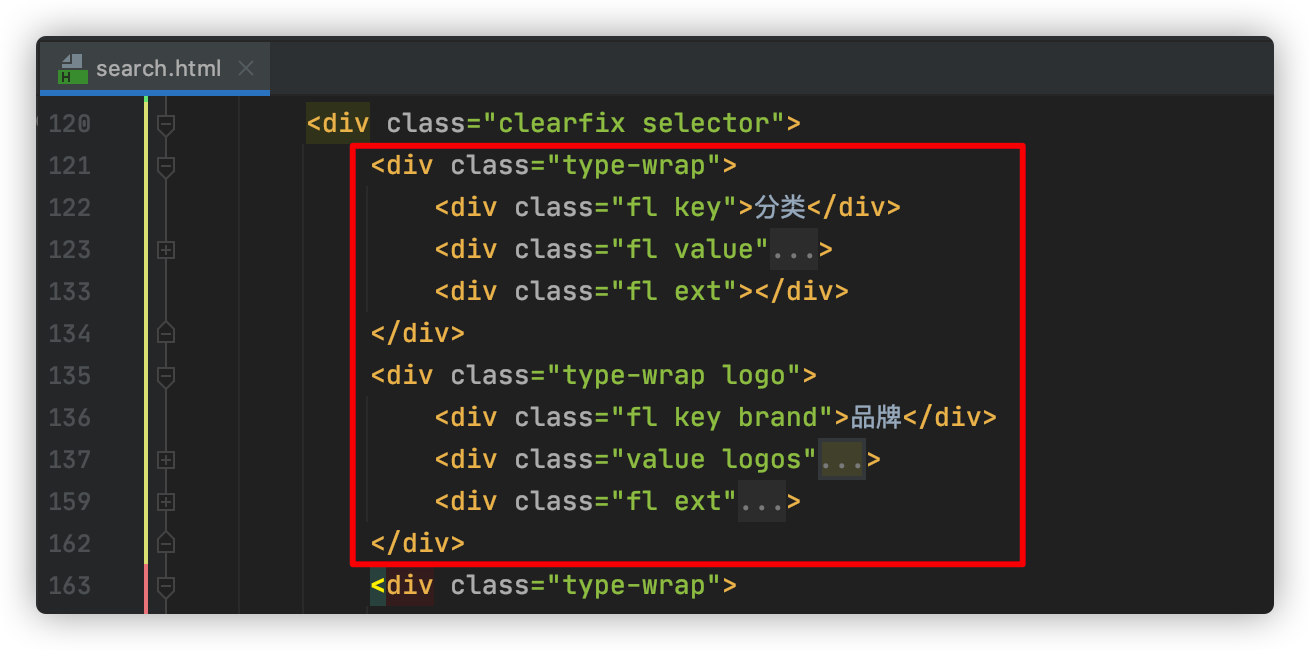 search.html
120 <div class="clearfix selector">
121 <div class="type-wrap">
122 <div class="fl key">分类</div>
123 <div class="fl value"...>
133 <div class="fl ext"></div>
134 </div>
135 <div class="type-wrap logo">
136 <div class="fl key brand">品牌</div>
137 <div class="value logos"...>
159 <div class="fl ext"...>
162 </div>
163 <div class="type-wrap">